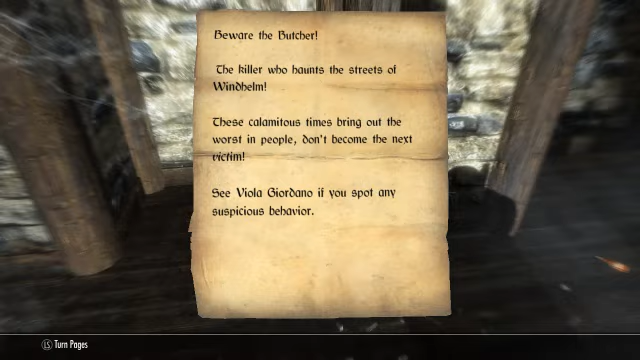 Beware the Butcher!
The killer who haunts the streets of
Windhelm!
These calamitous times bring out the
worst in people, don't become the next
victim!
See Viola Giordano if you spot any
suspicious behavior.
LS Turn Pages